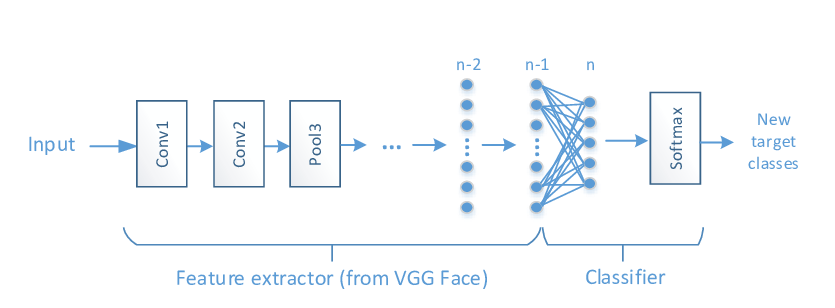 n-2
n-1
n
Input
Conv1
Conv2
Pool3
...
Softmax
New
target
classes
Feature extractor (from VGG Face)
Classifier